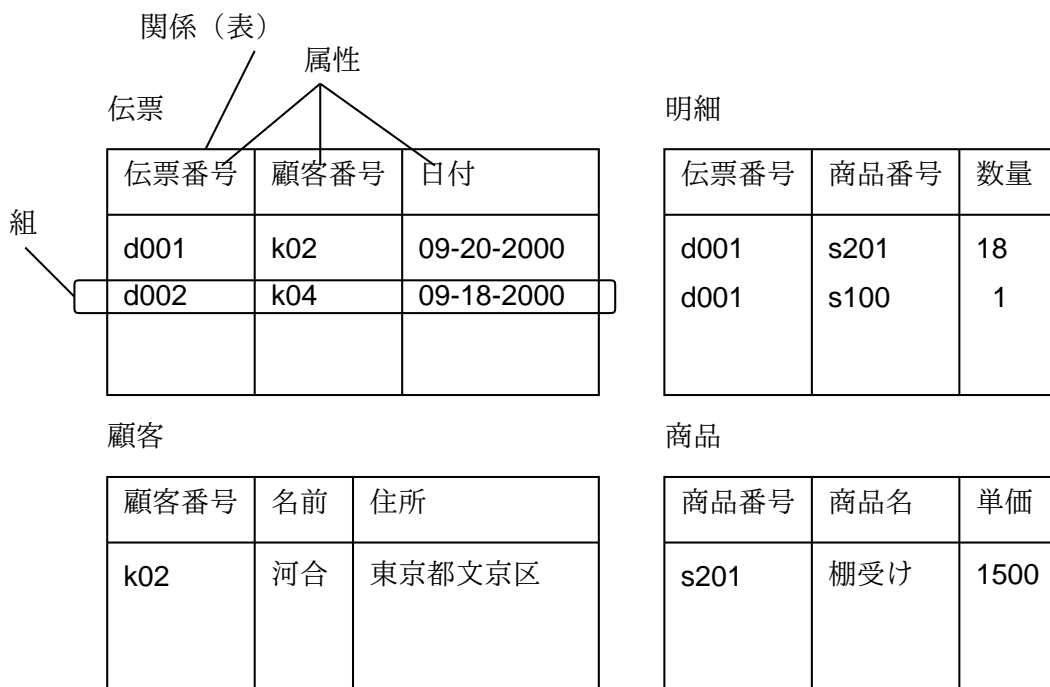 関係（表）
属性
伝票
伝票番号 顧客番号 日付
組
d001 k02 09-20-2000
d002 k04 09-18-2000
明細
伝票番号 商品番号 数量
d001 s201 18
d001 s100 1
顧客
顧客番号 名前 住所
k02 河合 東京都文京区
商品
商品番号 商品名 単価
s201 棚受け 1500